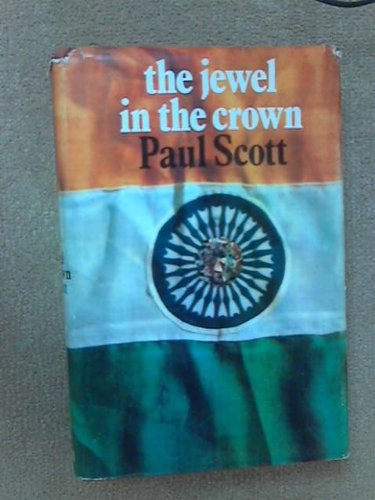 the jewel
in the crown
Paul Scott